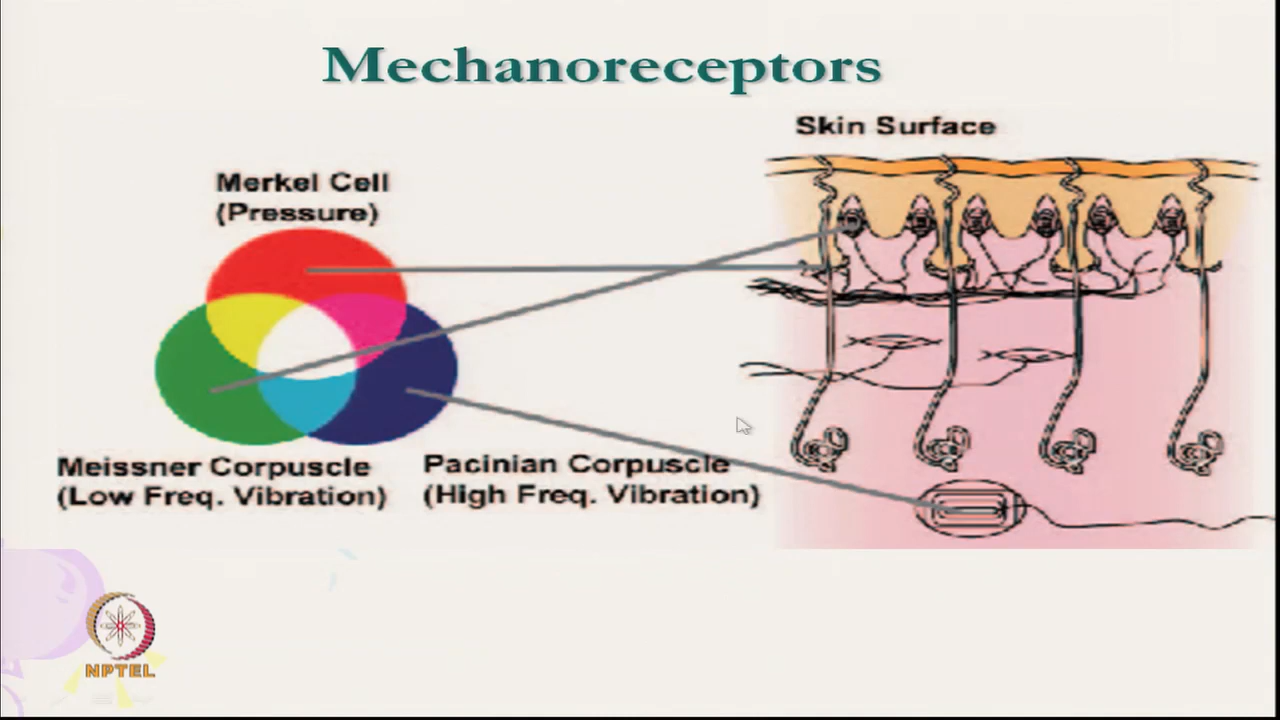 Mechanoreceptors
Skin Surface
Merkel Cell
(Pressure)
Meissner Corpuscle
(Low Freq. Vibration)
Pacinian Corpuscle
(High Freq. Vibration)
NPTEL